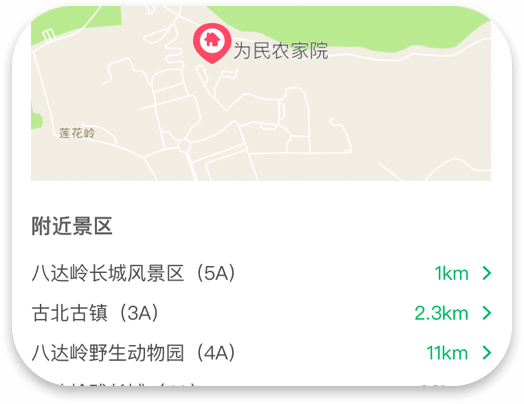 为民农家院
莲花岭
附近景区
八达岭长城风景区（5A） 1km
古北古镇（3A） 2.3km
八达岭野生动物园（4A） 11km